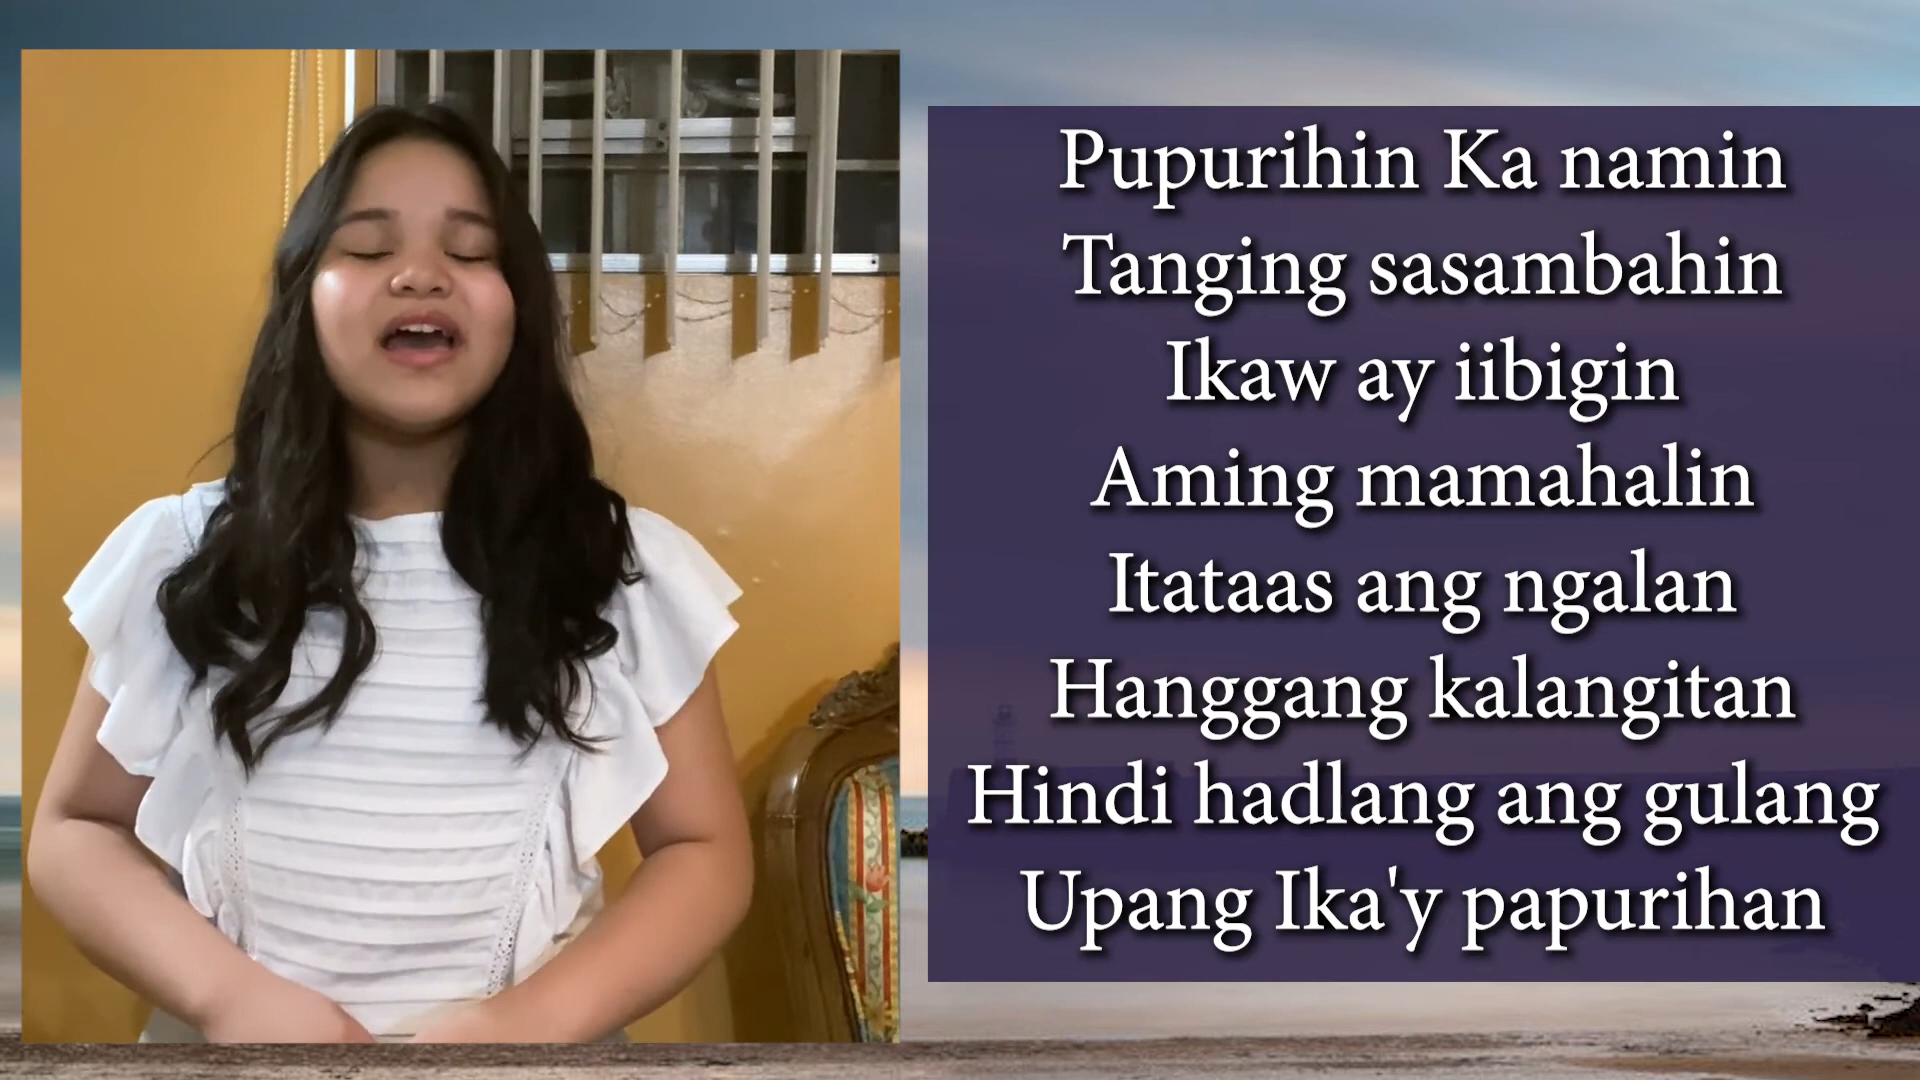 Pupurihin Ka namin
Tanging sasambahin
Ikaw ay iibigin
Aming mamahalin
Itataas ang ngalan
Hanggang kalangitan
Hindi hadlang ang gulang
Upang Ika'y papurihan